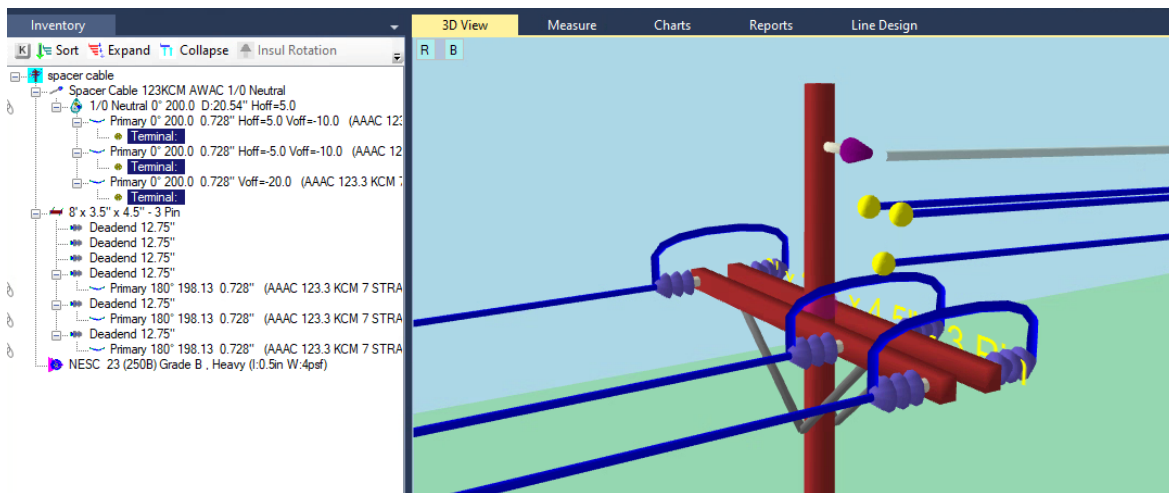 Inventory
3D View
Measure
Charts
Reports
Line Design
K Sort Expand Collapse Insul Rotation
R B
spacer cable
Spacer Cable 123KCM AWAC 1/0 Neutral
1/0 Neutral 0° 200.0 D:20.54" Hoff=5.0
Primary 0° 200.0 0.728" Hoff=5.0 Voff=-10.0 (AAAC 123
Terminal:
Primary 0° 200.0 0.728" Hoff=-5.0 Voff=-10.0 (AAAC 12
Terminal:
Primary 0° 200.0 0.728" Voff=-20.0 (AAAC 123.3 KCM 7
Terminal:
8' x 3.5" x 4.5" - 3 Pin
Deadend 12.75"
Deadend 12.75"
Deadend 12.75"
Deadend 12.75"
Primary 180° 198.13 0.728" (AAAC 123.3 KCM 7 STRA
Deadend 12.75"
Primary 180° 198.13 0.728" (AAAC 123.3 KCM 7 STRA
Deadend 12.75"
Primary 180° 198.13 0.728" (AAAC 123.3 KCM 7 STRA
NESC 23 (250B) Grade B , Heavy (I:0.5in W:4psf)